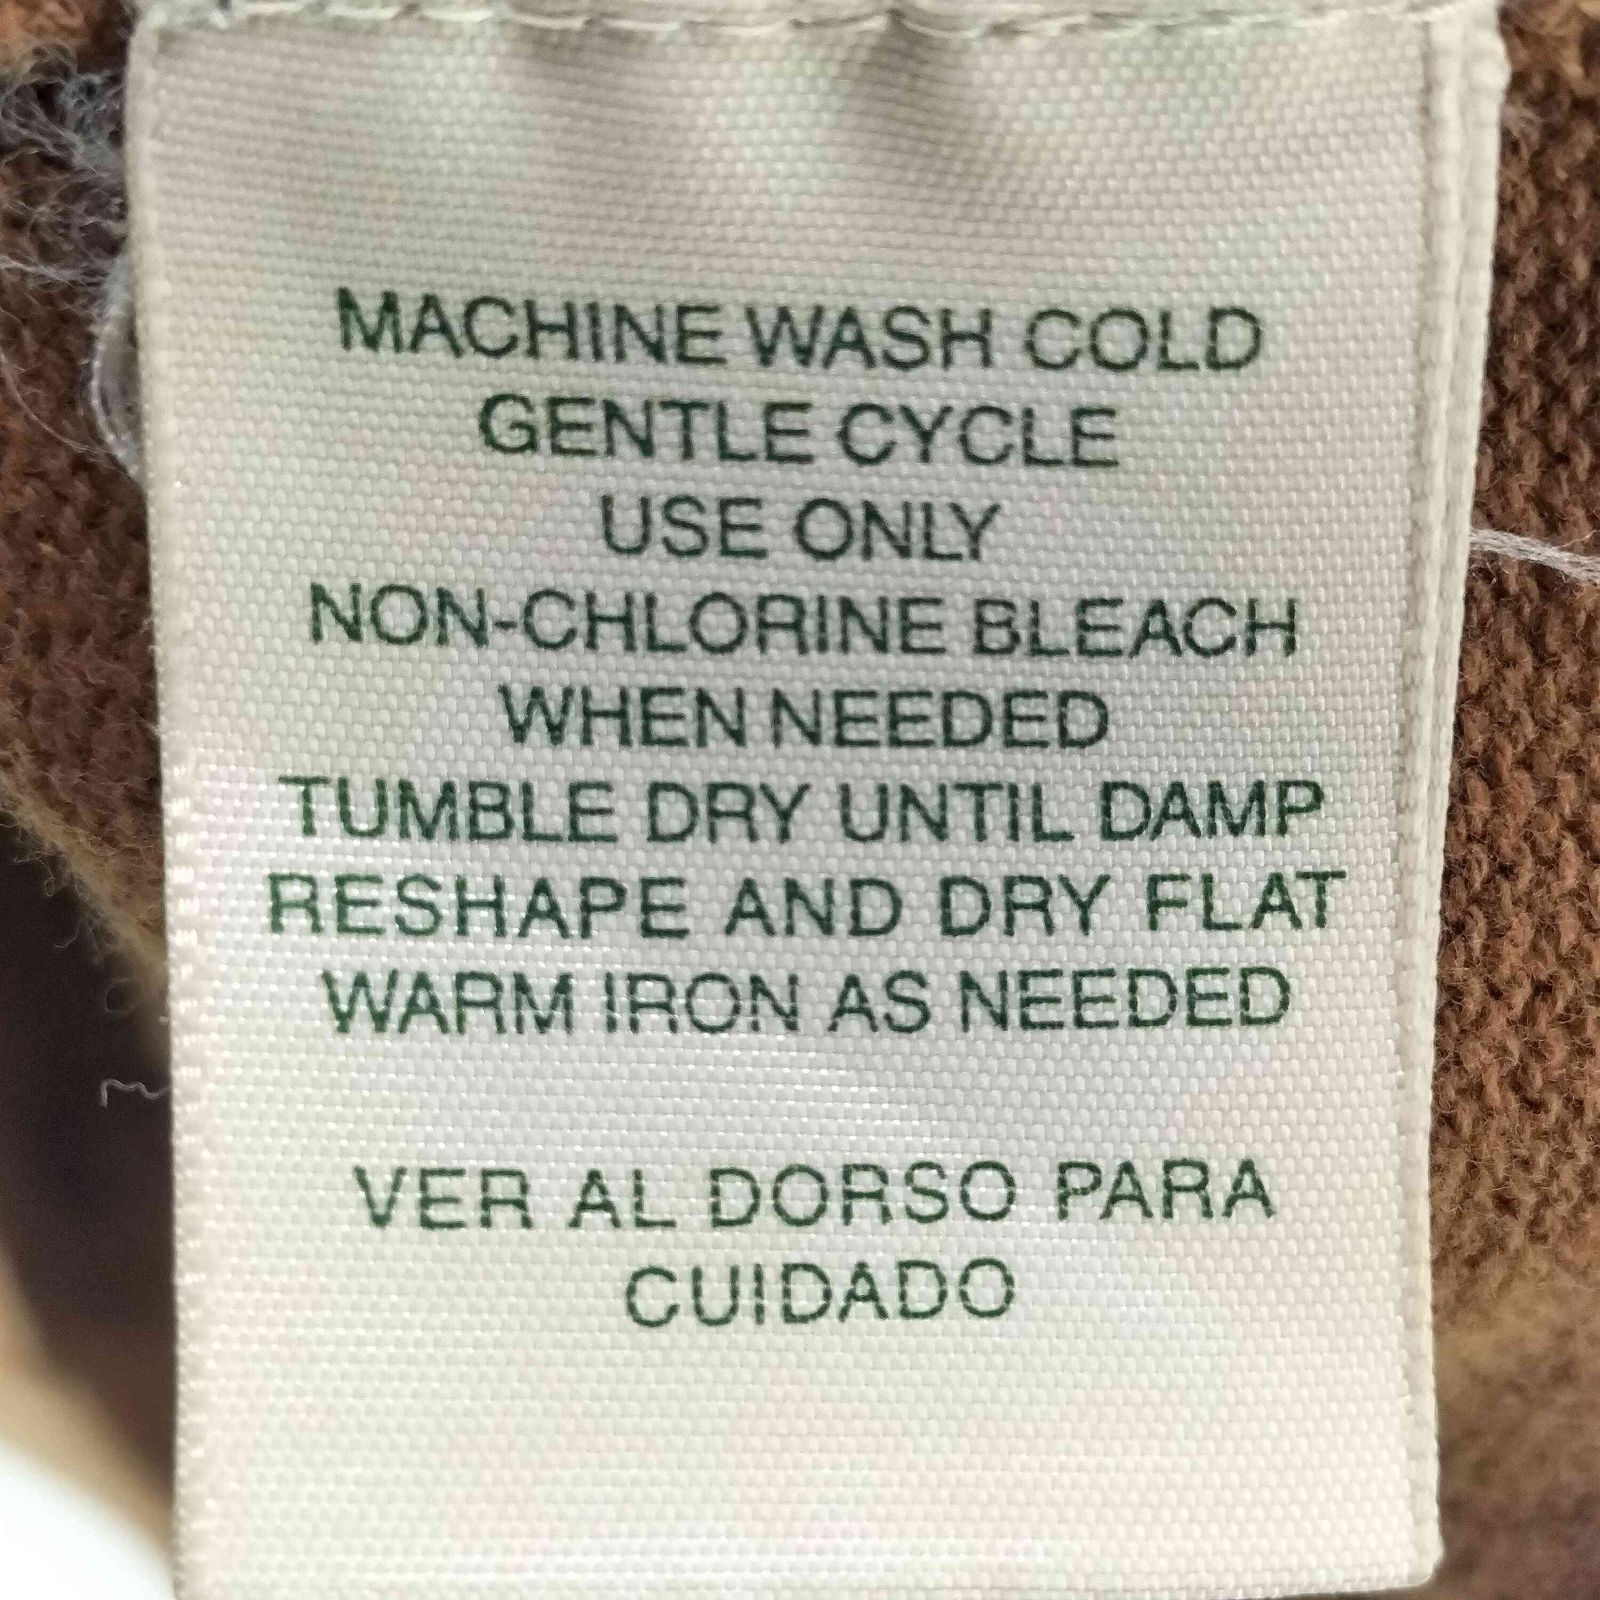 MACHINE WASH COLD
GENTLE CYCLE
USE ONLY
NON-CHLORINE BLEACH
WHEN NEEDED
TUMBLE DRY UNTIL DAMP
RESHAPE AND DRY FLAT
WARM IRON AS NEEDED
VER AL DORSO PARA
CUIDADO